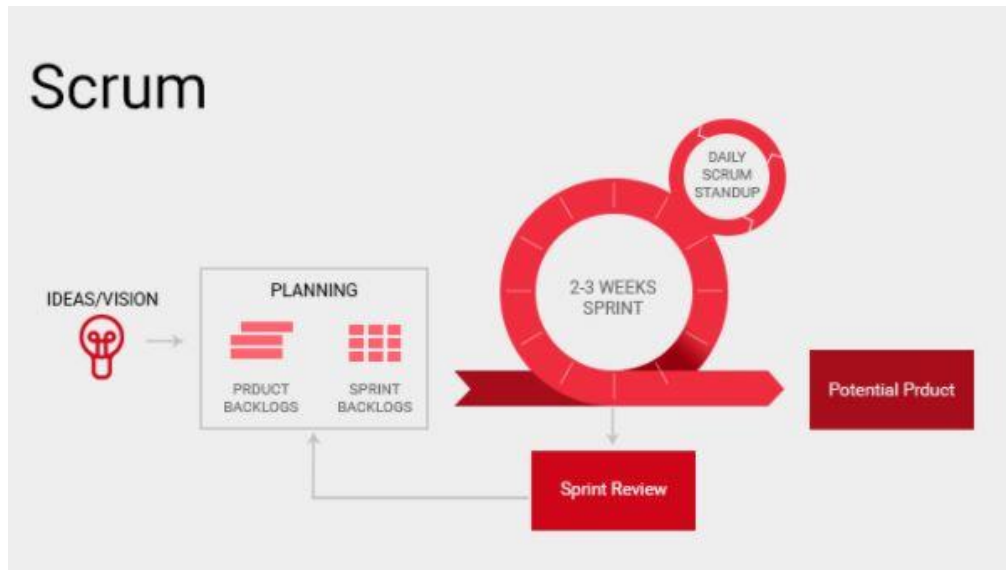 Scrum
IDEAS/VISION
PLANNING
PRDUCT
BACKLOGS
SPRINT
BACKLOGS
2-3 WEEKS
SPRINT
DAILY
SCRUM
STANDUP
Potential Prduct
Sprint Review